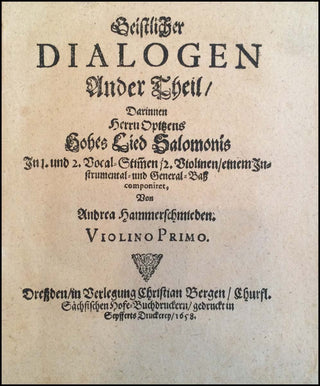 Geistlicher
DIALOGEN
Ander Theil/
Darinnen
Herrn Opitzens
Hohes Lied Salomonis
In 1. und 2. Vocal-Stim̃en/2. Violinen/einem In-
strumental-und General-Baß
componiret,
Von
Andrea Hammerschmieden.
VIOLINO PRIMO.
Dreßden/in Verlegung Christian Bergen/Churfl.
Sächsischen Hofe-Buchdruckern/gedruckt in
Seyfferts Druckerey/1658.